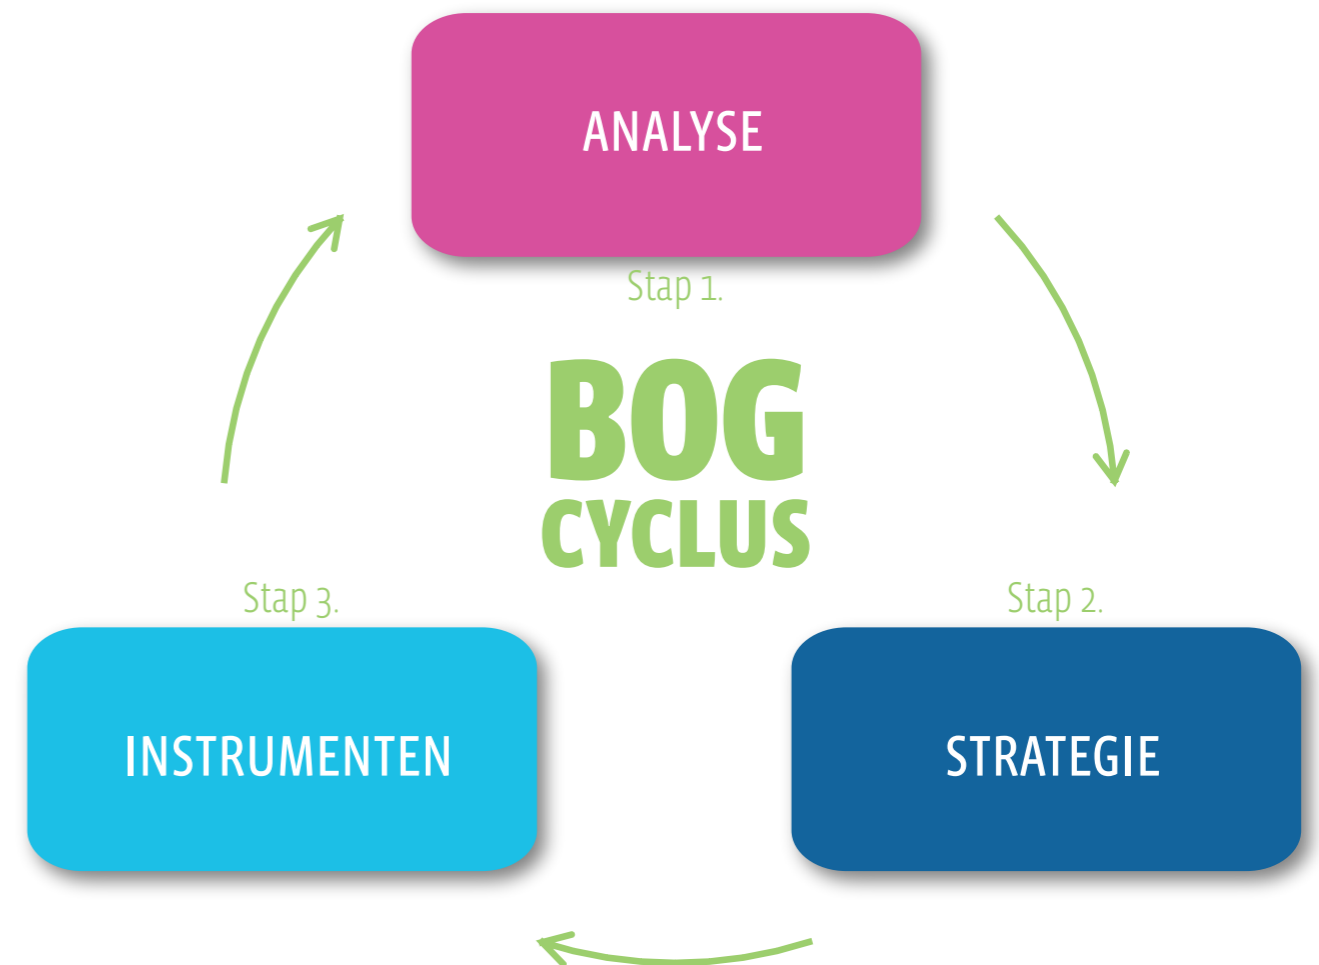 ANALYSE
Stap 1.
BOG
CYCLUS
Stap 3.
Stap 2.
INSTRUMENTEN
STRATEGIE